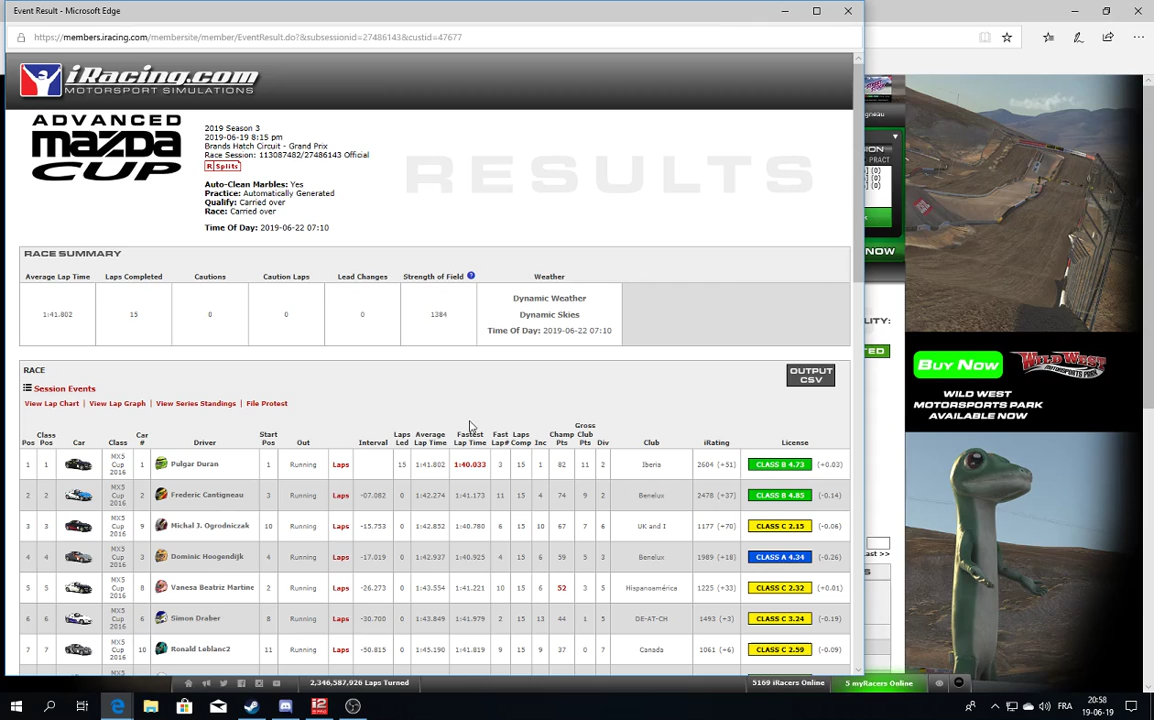 Event Result - Microsoft Edge
https://members.iracing.com/membersite/member/EventResult.do?&subsessionid=27486143&custid=47677
iRacing.com
MOTORSPORT SIMULATIONS
ADVANCED
mazda
CUP
2019 Season 3
2019-06-19 8:15 pm
Brands Hatch Circuit - Grand Prix
Race Session: 113087482/27486143 Official
R Splits
RESULTS
Auto-Clean Marbles: Yes
Practice: Automatically Generated
Qualify: Carried over
Race: Carried over
Time Of Day: 2019-06-22 07:10
RACE SUMMARY
Average Lap Time Laps Completed Cautions Caution Laps Lead Changes Strength of Field ? Weather
1:41.802 15 0 0 0 1384
Dynamic Weather
Dynamic Skies
Time Of Day: 2019-06-22 07:10
RACE
OUTPUT CSV
Session Events
View Lap Chart View Lap Graph View Series Standings File Protest
Pos Class Pos Car Class Car # Driver Start Pos Out Interval Laps Led Average Lap Time Fastest Lap Time Fast Lap# Laps Comp Inc Champ Pts Gross Club Pts Div Club iRating License
1 1 MX5 Cup 2016 1 Pulgar Duran 1 Running Laps 15 1:41.802 1:40.033 3 15 1 82 11 2 Iberia 2604 (+51) CLASS B 4.73 (+0.03)
2 2 MX5 Cup 2016 2 Frederic Cantigneau 3 Running Laps -07.082 0 1:42.274 1:41.173 11 15 4 74 9 2 Benelux 2478 (+37) CLASS B 4.85 (-0.14)
3 3 MX5 Cup 2016 9 Michal J. Ogrodniczak 10 Running Laps -15.753 0 1:42.852 1:40.780 6 15 10 67 7 6 UK and I 1177 (+70) CLASS C 2.15 (-0.06)
4 4 MX5 Cup 2016 3 Dominic Hoogendijk 4 Running Laps -17.019 0 1:42.937 1:40.925 4 15 6 59 5 3 Benelux 1989 (+18) CLASS A 4.34 (-0.26)
5 5 MX5 Cup 2016 8 Vanesa Beatriz Martine 2 Running Laps -26.273 0 1:43.554 1:41.221 10 15 6 52 3 5 Hispanoamérica 1225 (+33) CLASS C 2.32 (+0.01)
6 6 MX5 Cup 2016 6 Simon Draber 8 Running Laps -30.700 0 1:43.849 1:41.979 2 15 13 44 1 5 DE-AT-CH 1493 (+3) CLASS C 3.24 (-0.19)
7 7 MX5 Cup 2016 10 Ronald Leblanc2 11 Running Laps -50.815 0 1:45.190 1:41.819 9 15 9 37 0 7 Canada 1061 (+6) CLASS C 2.59 (-0.09)
PRACT
NOW
LITY:
TED
ast >>
BUY NOW
WILD WEST
MOTORSPORTS PARK
WILD WEST
MOTORSPORTS PARK
AVAILABLE NOW
2,346,587,926 Laps Turned
5169 iRacers Online
5 myRacers Online
FRA
20:58
19-06-19